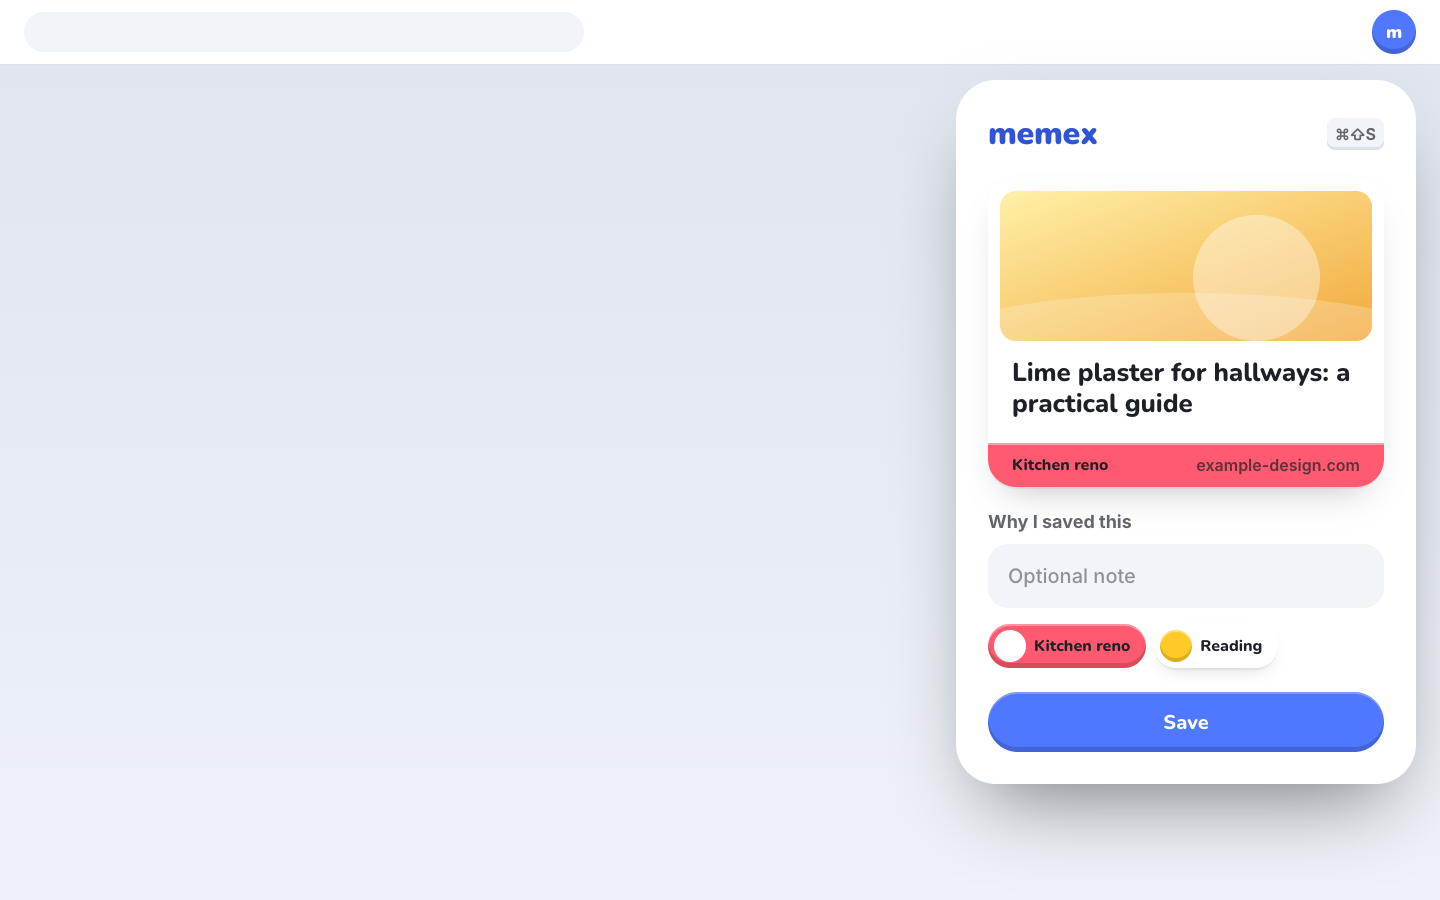 m
memex
⌘⇧S
Lime plaster for hallways: a
practical guide
Kitchen reno
example-design.com
Why I saved this
Optional note
Kitchen reno
Reading
Save